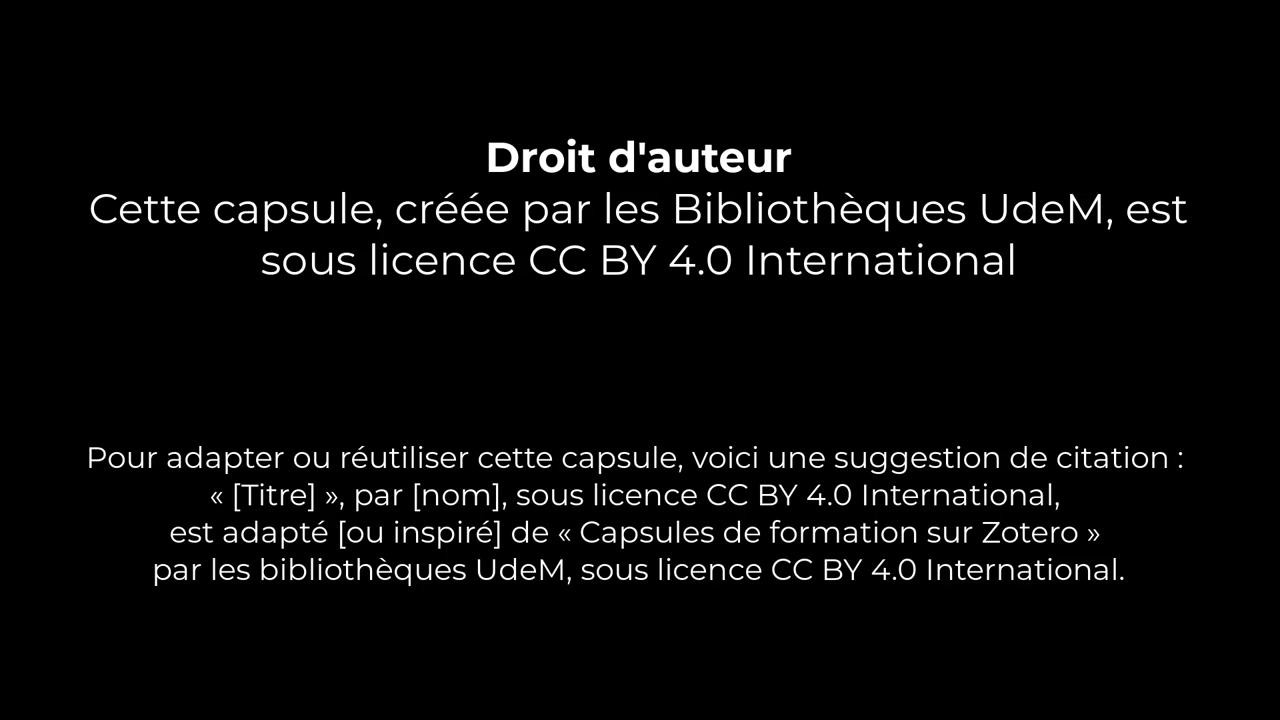 Droit d'auteur
Cette capsule, créée par les Bibliothèques UdeM, est
sous licence CC BY 4.0 International
Pour adapter ou réutiliser cette capsule, voici une suggestion de citation :
« [Titre] », par [nom], sous licence CC BY 4.0 International,
est adapté [ou inspiré] de « Capsules de formation sur Zotero »
par les bibliothèques UdeM, sous licence CC BY 4.0 International.